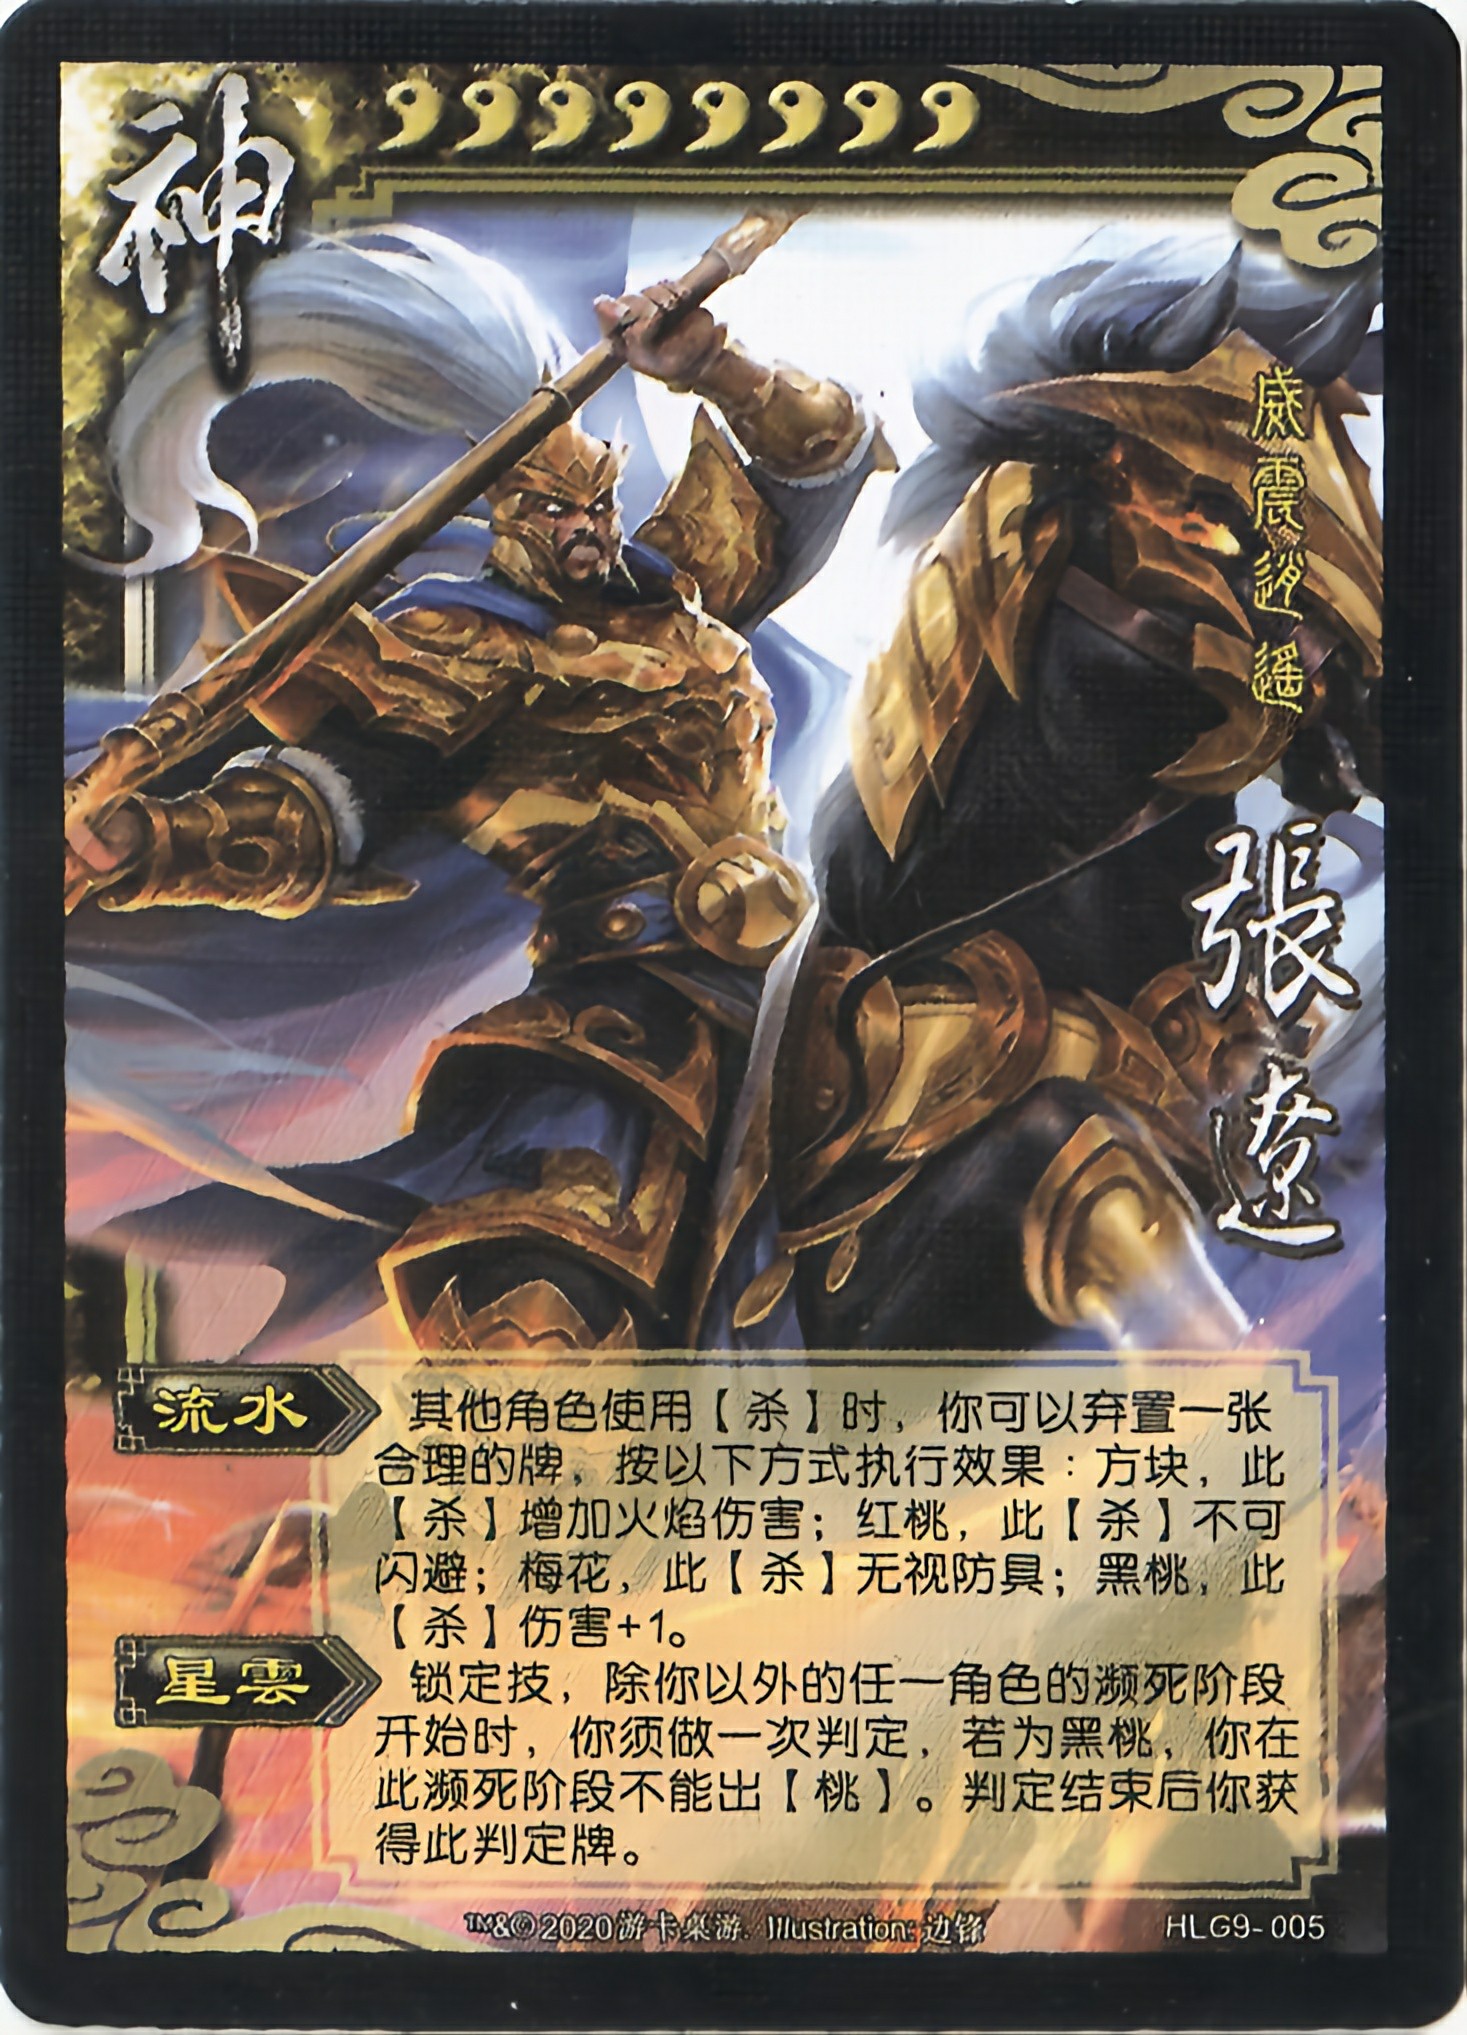 神
威震逍遥
張遼
流水
其他角色使用【杀】时，你可以弃置一张
合理的牌，按以下方式执行效果：方块，此
【杀】增加火焰伤害；红桃，此【杀】不可
闪避；梅花，此【杀】无视防具；黑桃，此
【杀】伤害+1。
星雲
锁定技，除你以外的任一角色的濒死阶段
开始时，你须做一次判定，若为黑桃，你在
此濒死阶段不能出【桃】。判定结束后你获
得此判定牌。
™&©2020游卡桌游. Illustration:边锋
HLG9-005